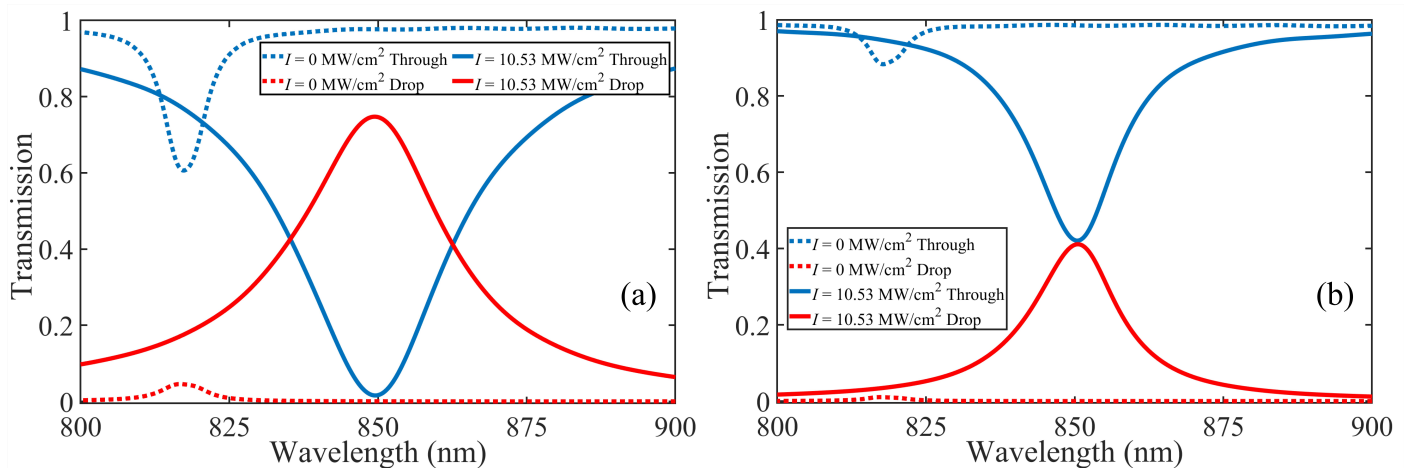 1
0.8
0.6
0.4
0.2
0
Transmission
I = 0 MW/cm² Through
I = 0 MW/cm² Drop
I = 10.53 MW/cm² Through
I = 10.53 MW/cm² Drop
(a)
800 825 850 875 900
Wavelength (nm)
1
0.8
0.6
0.4
0.2
0
Transmission
I = 0 MW/cm² Through
I = 0 MW/cm² Drop
I = 10.53 MW/cm² Through
I = 10.53 MW/cm² Drop
(b)
800 825 850 875 900
Wavelength (nm)